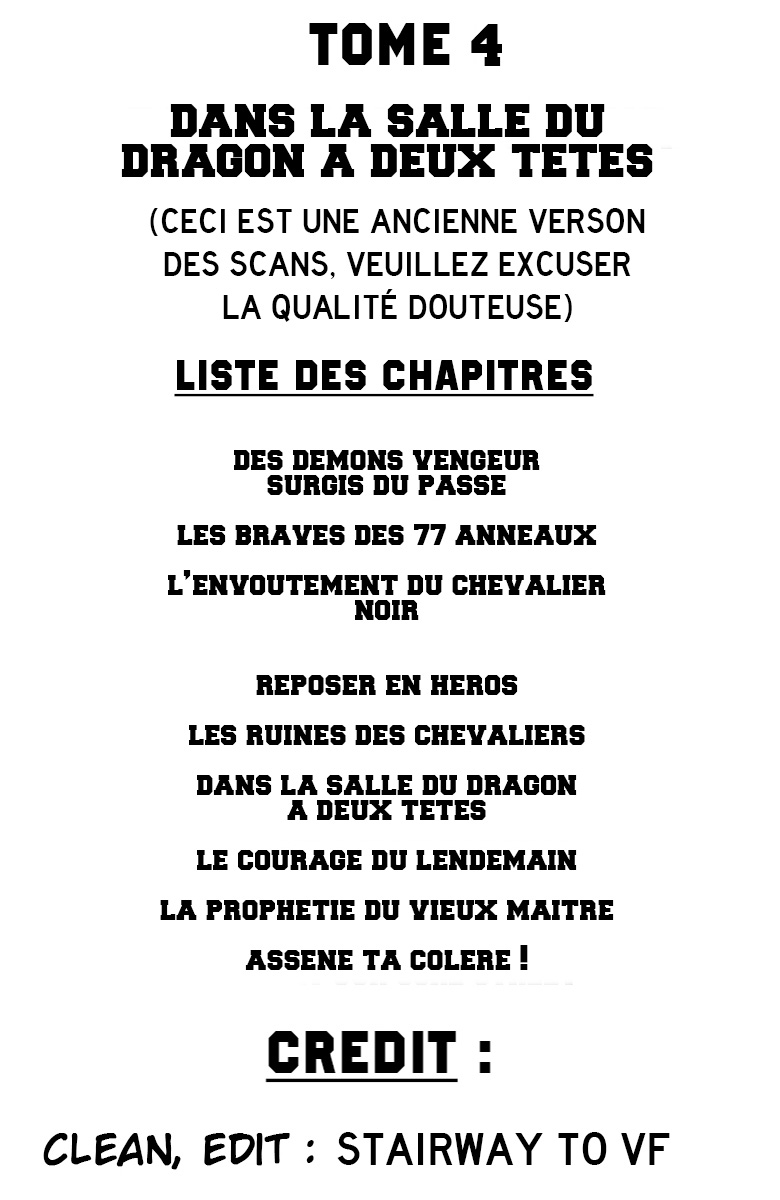 TOME 4
DANS LA SALLE DU
DRAGON A DEUX TETES
(CECI EST UNE ANCIENNE VERSON
DES SCANS, VEUILLEZ EXCUSER
LA QUALITÉ DOUTEUSE)
LISTE DES CHAPITRES
DES DEMONS VENGEUR
SURGIS DU PASSE
LES BRAVES DES 77 ANNEAUX
L'ENVOUTEMENT DU CHEVALIER
NOIR
REPOSER EN HEROS
LES RUINES DES CHEVALIERS
DANS LA SALLE DU DRAGON
A DEUX TETES
LE COURAGE DU LENDEMAIN
LA PROPHETIE DU VIEUX MAITRE
ASSENE TA COLERE !
CREDIT :
CLEAN, EDIT : STAIRWAY TO VF